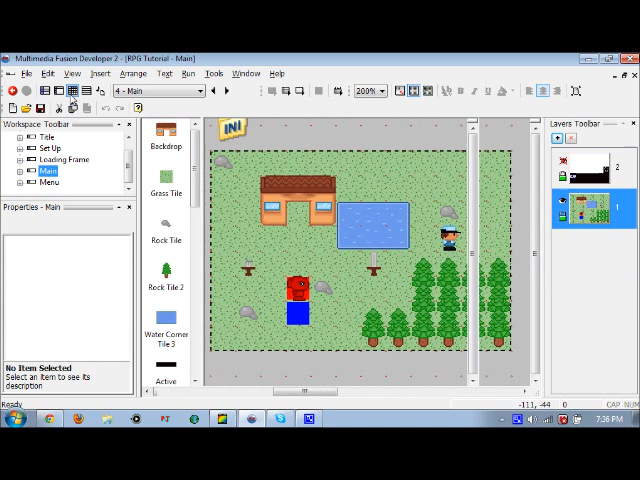 Multimedia Fusion Developer 2 - [RPG Tutorial - Main]
File Edit View Insert Arrange Text Run Tools Window Help
4 - Main
200%
Workspace Toolbar
Title
Set Up
Loading Frame
Main
Menu
Properties - Main
No Item Selected
Select an item to see its
description
Backdrop
Grass Tile
Rock Tile
Rock Tile 2
Water Corner
Tile 3
Active
INI
Layers Toolbar
2
1
Ready
-111, -44
0
CAP NUM
7:36 PM